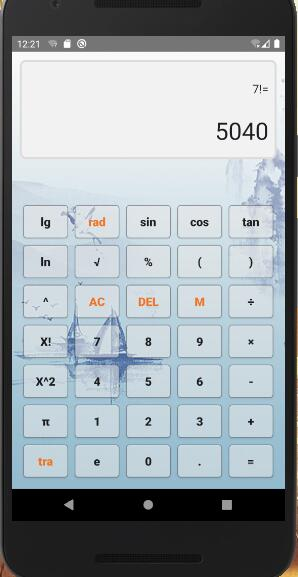 12:21
7!=
5040
lg rad sin cos tan
ln √ % ( )
^ AC DEL M ÷
X! 7 8 9 ×
X^2 4 5 6 -
π 1 2 3 +
tra e 0 . =